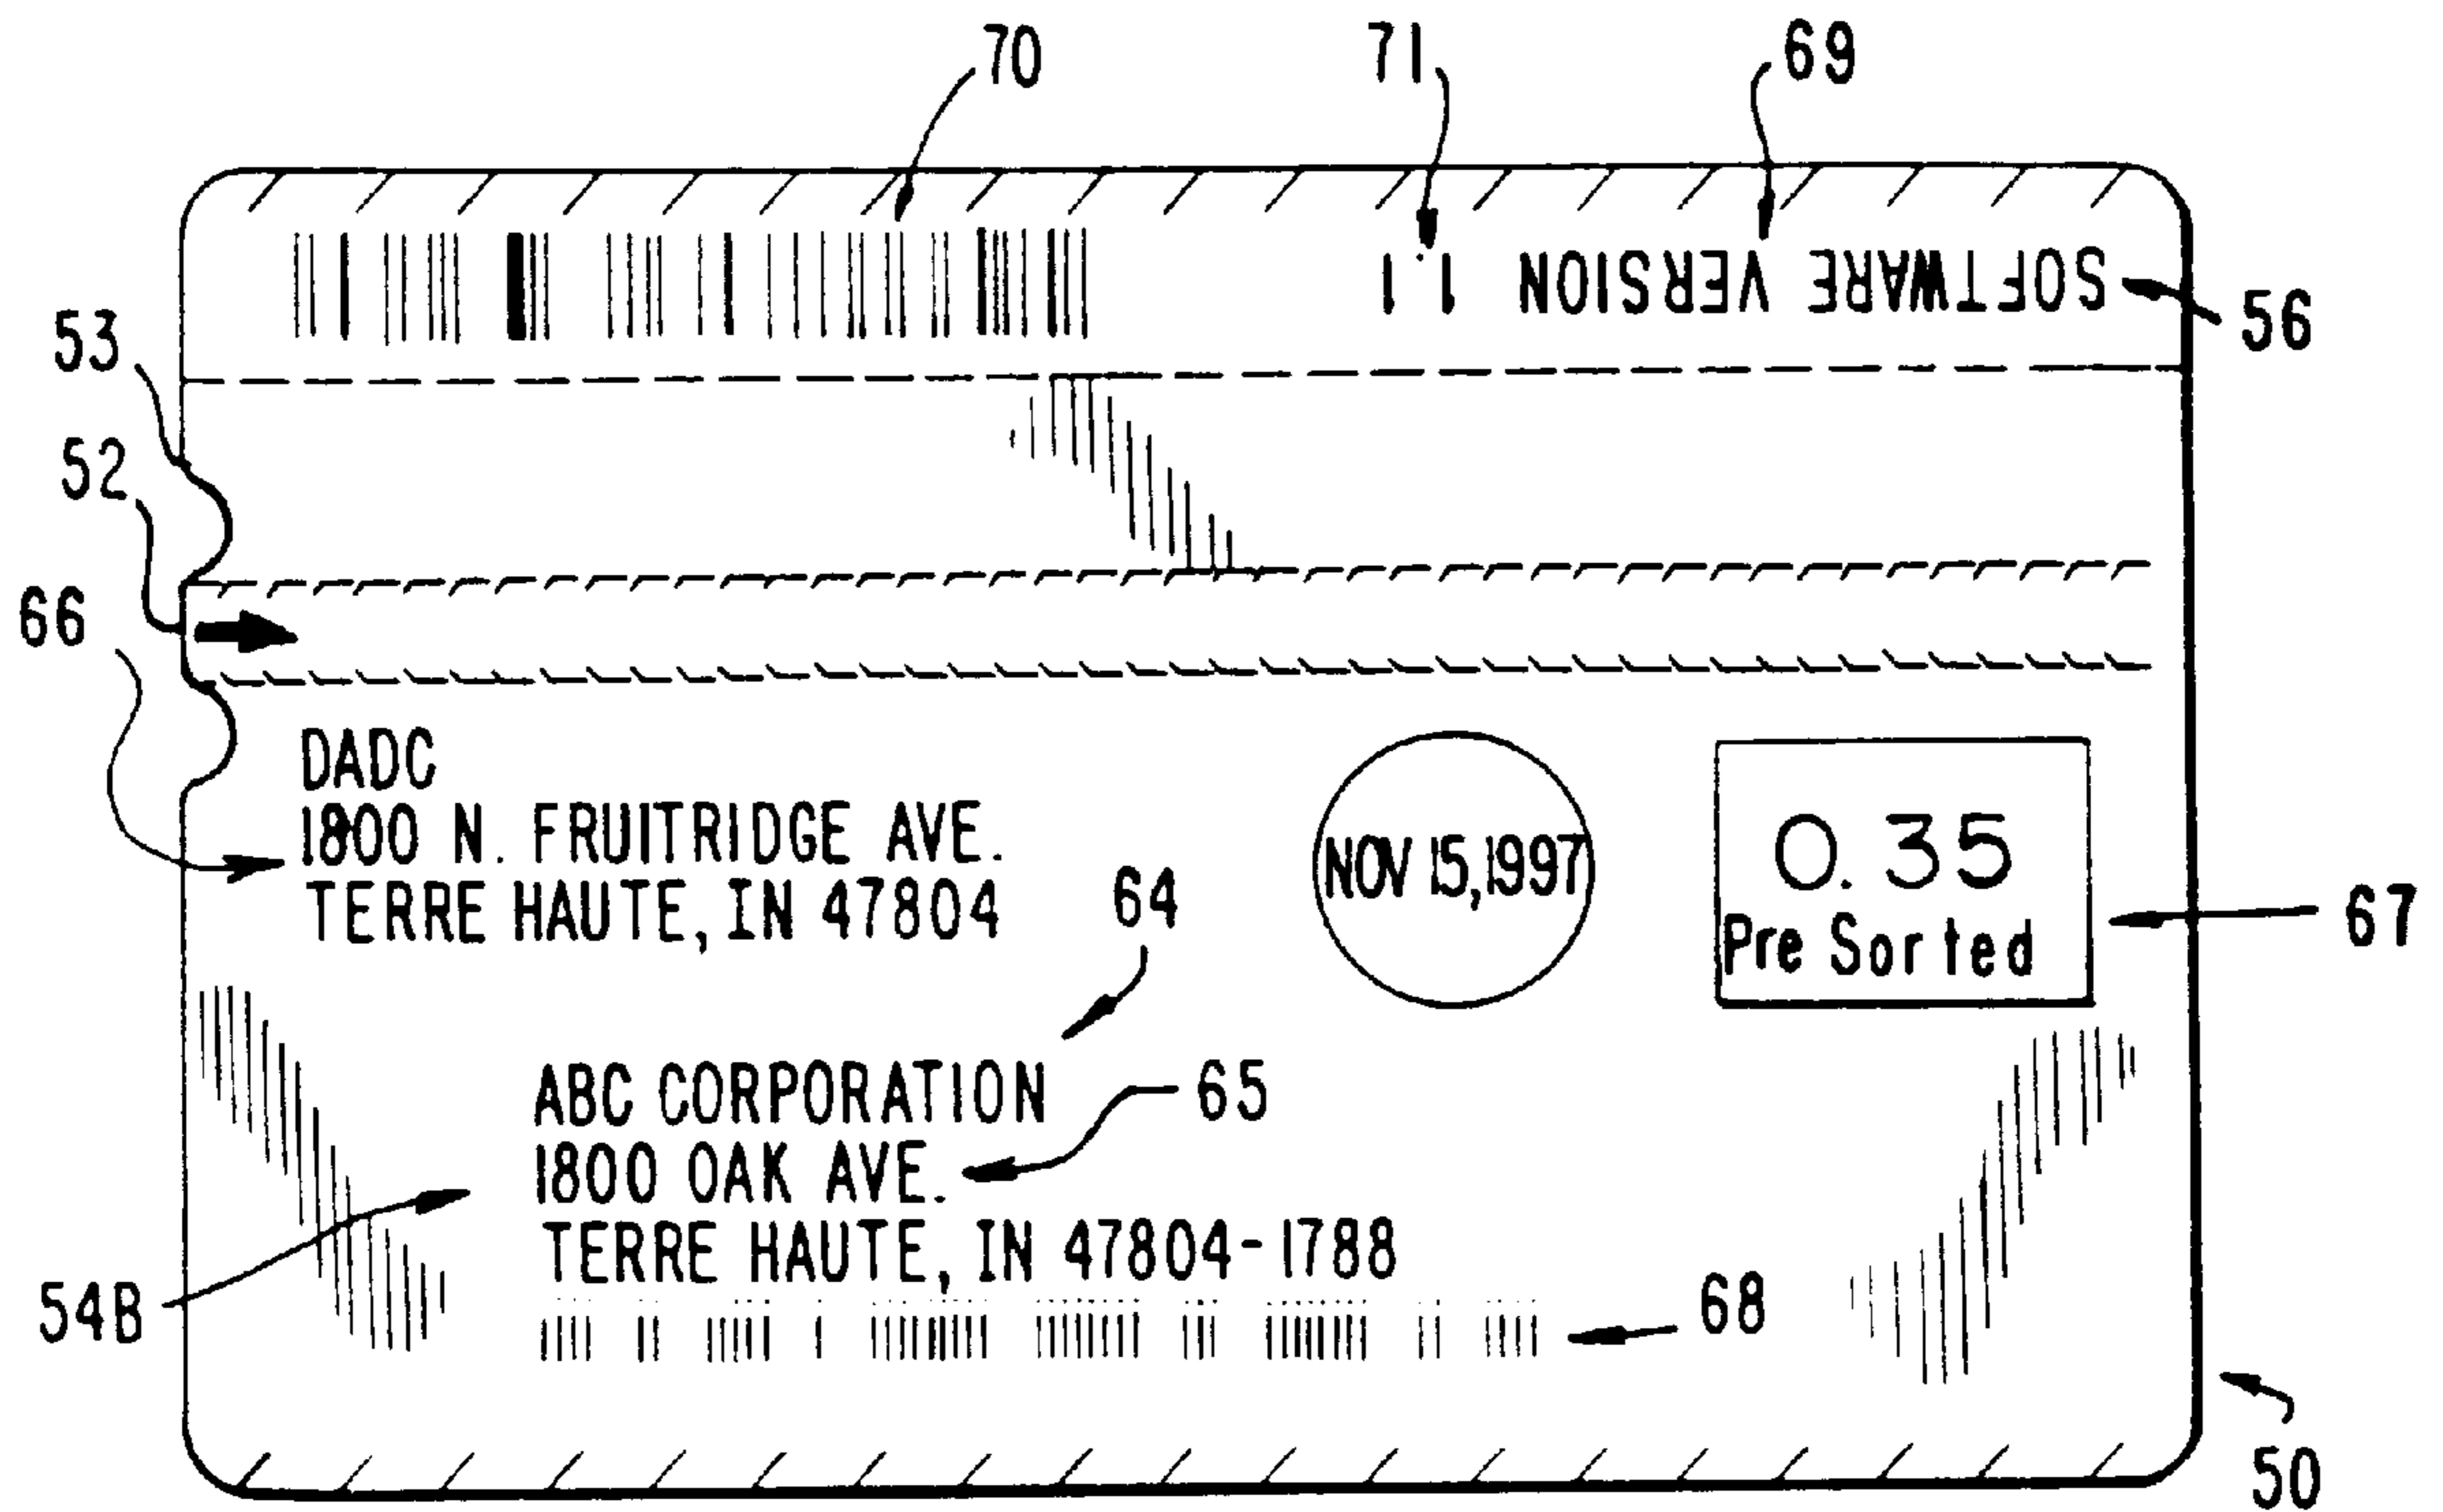 70
71
69
SOFTWARE VERSION 1.1
56
53
52
66
DADC
1800 N. FRUITRIDGE AVE.
TERRE HAUTE, IN 47804
NOV 15,1997
0.35
Pre Sorted
67
64
ABC CORPORATION
65
1800 OAK AVE.
TERRE HAUTE, IN 47804-1788
54B
68
50